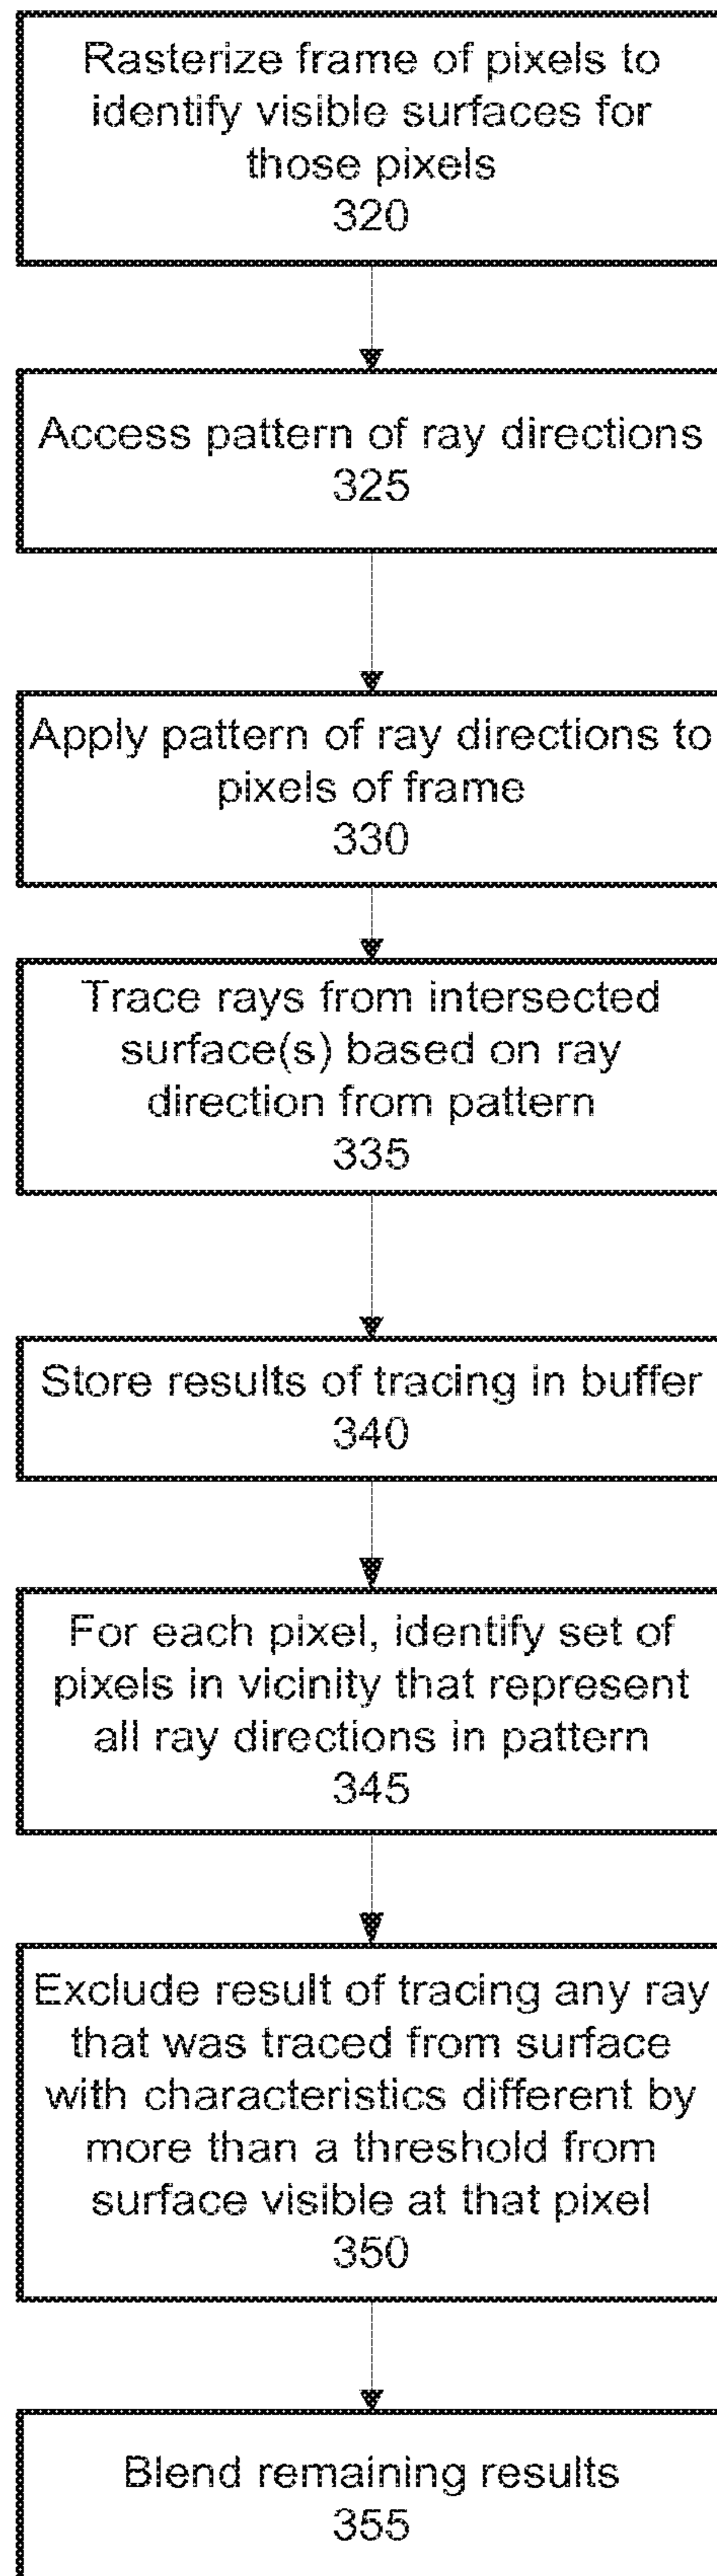 Rasterize frame of pixels to
identify visible surfaces for
those pixels
320
Access pattern of ray directions
325
Apply pattern of ray directions to
pixels of frame
330
Trace rays from intersected
surface(s) based on ray
direction from pattern
335
Store results of tracing in buffer
340
For each pixel, identify set of
pixels in vicinity that represent
all ray directions in pattern
345
Exclude result of tracing any ray
that was traced from surface
with characteristics different by
more than a threshold from
surface visible at that pixel
350
Blend remaining results
355